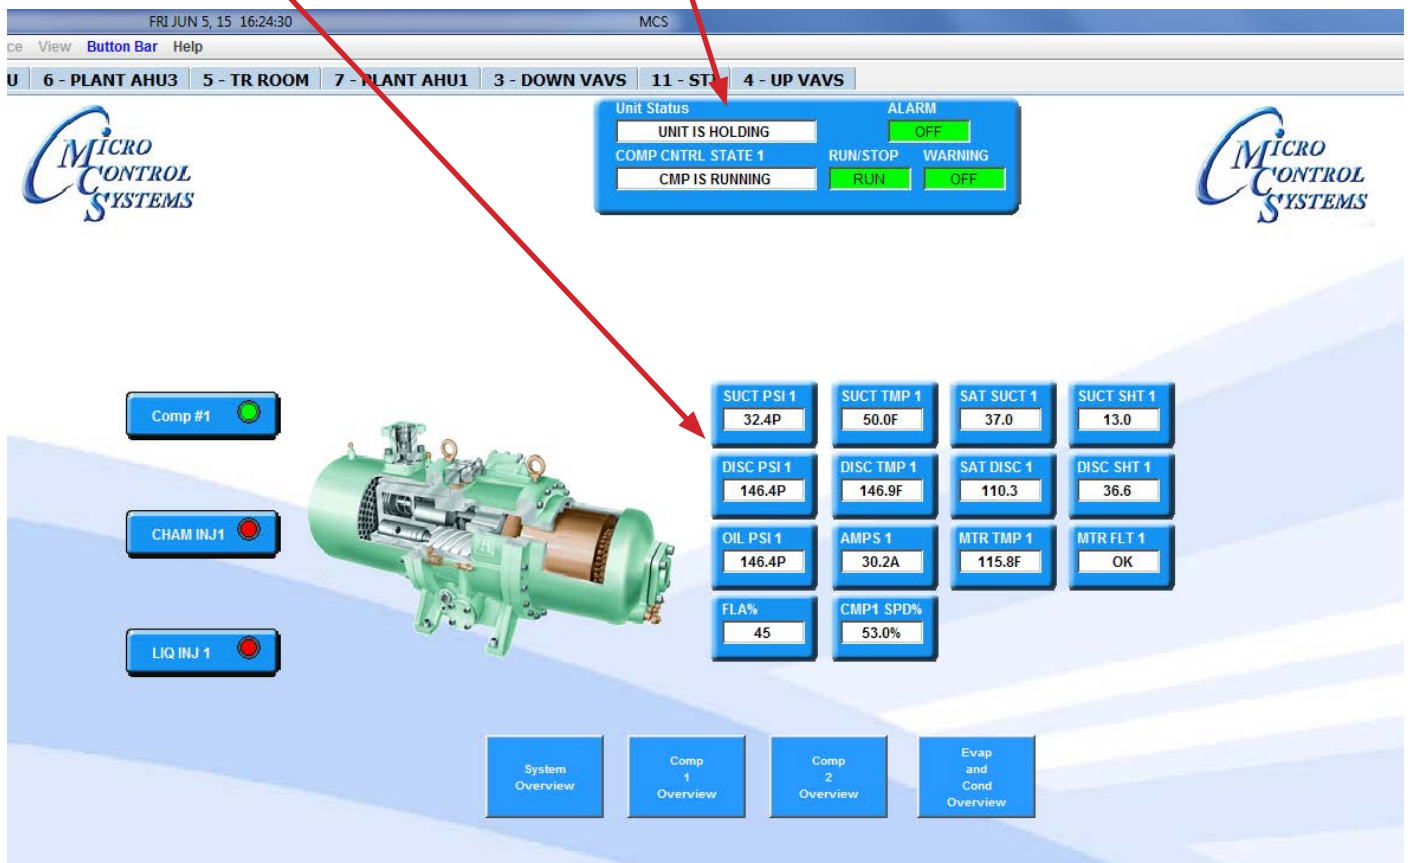 FRI JUN 5, 15 16:24:30 MCS
ce View Button Bar Help
U 6 - PLANT AHU3 5 - TR ROOM 7 - PLANT AHU1 3 - DOWN VAVS 11 - ST 4 - UP VAVS
MICRO
CONTROL
SYSTEMS
Unit Status ALARM
UNIT IS HOLDING OFF
COMP CNTRL STATE 1 RUN/STOP WARNING
CMP IS RUNNING RUN OFF
MICRO
CONTROL
SYSTEMS
Comp #1
CHAM INJ1
LIQ INJ 1
SUCT PSI 1 SUCT TMP 1 SAT SUCT 1 SUCT SHT 1
32.4P 50.0F 37.0 13.0
DISC PSI 1 DISC TMP 1 SAT DISC 1 DISC SHT 1
146.4P 146.9F 110.3 36.6
OIL PSI 1 AMPS 1 MTR TMP 1 MTR FLT 1
146.4P 30.2A 115.8F OK
FLA% CMP1 SPD%
45 53.0%
System
Overview
Comp
1
Overview
Comp
2
Overview
Evap
and
Cond
Overview